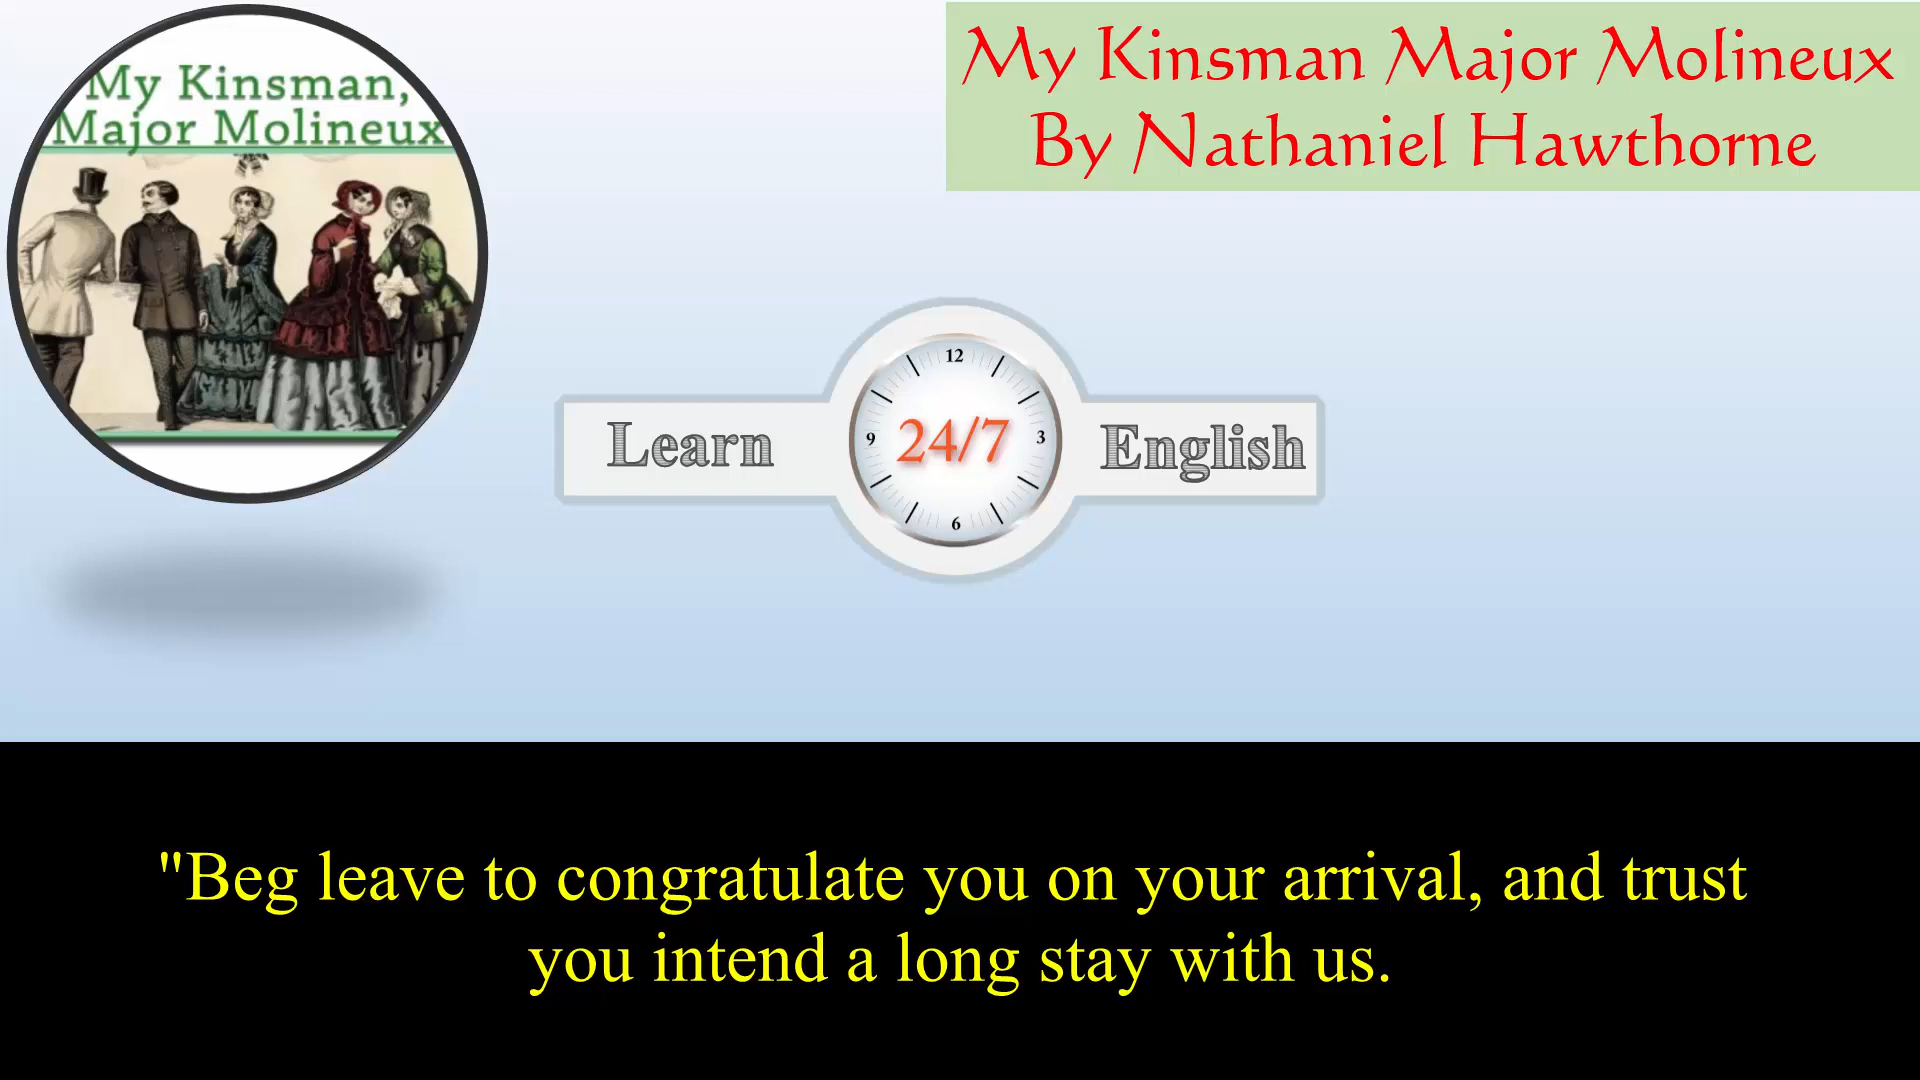 My Kinsman,
Major Molineux
My Kinsman Major Molineux
By Nathaniel Hawthorne
12
9
3
6
Learn
24/7
English
"Beg leave to congratulate you on your arrival, and trust
you intend a long stay with us.